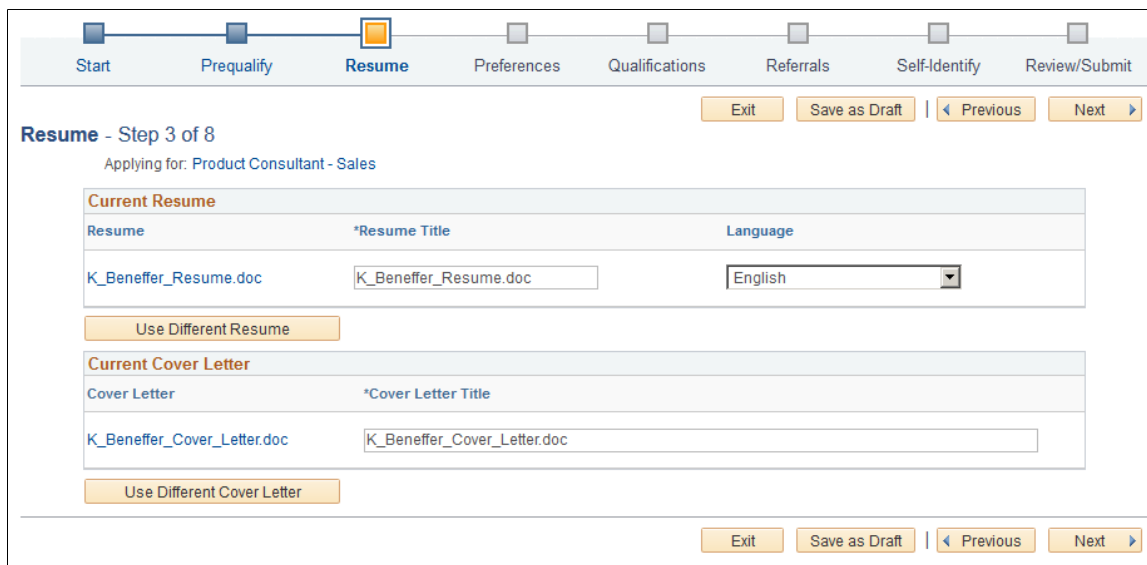 Start Prequalify Resume Preferences Qualifications Referrals Self-Identify Review/Submit
Exit Save as Draft | Previous Next
Resume - Step 3 of 8
Applying for: Product Consultant - Sales
Current Resume
Resume *Resume Title Language
K_Beneffer_Resume.doc K_Beneffer_Resume.doc English
Use Different Resume
Current Cover Letter
Cover Letter *Cover Letter Title
K_Beneffer_Cover_Letter.doc K_Beneffer_Cover_Letter.doc
Use Different Cover Letter
Exit Save as Draft | Previous Next